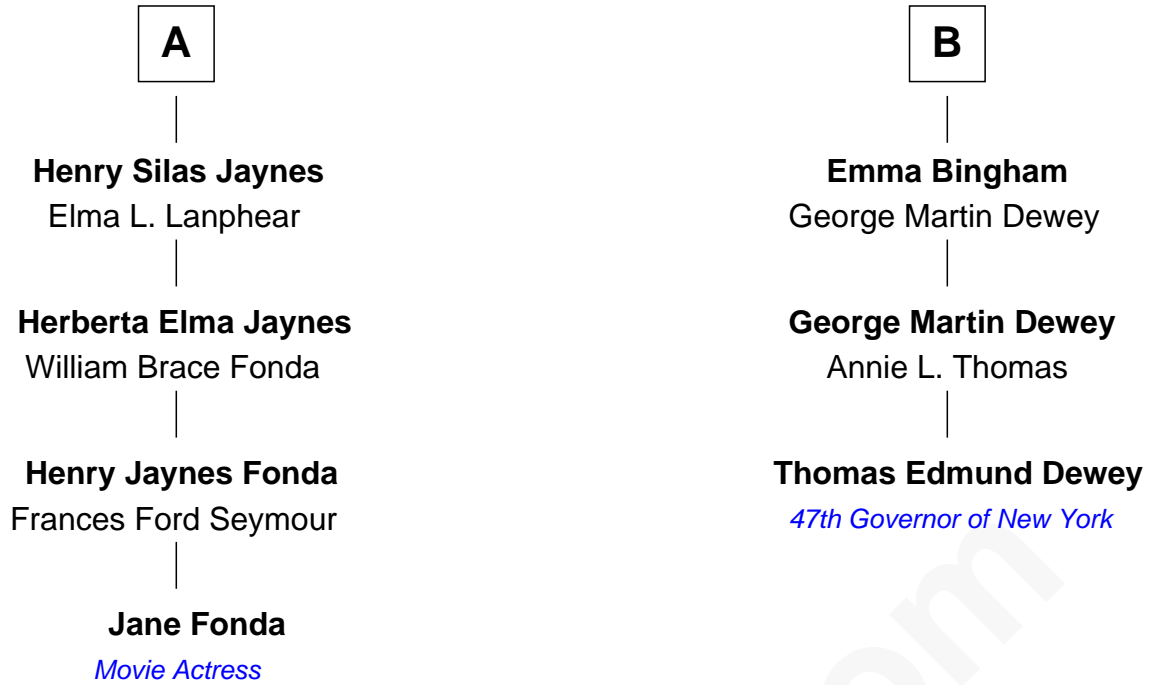 A
Henry Silas Jaynes
Elma L. Lanphear
Herberta Elma Jaynes
William Brace Fonda
Henry Jaynes Fonda
Frances Ford Seymour
Jane Fonda
Movie Actress
B
Emma Bingham
George Martin Dewey
George Martin Dewey
Annie L. Thomas
Thomas Edmund Dewey
47th Governor of New York
om